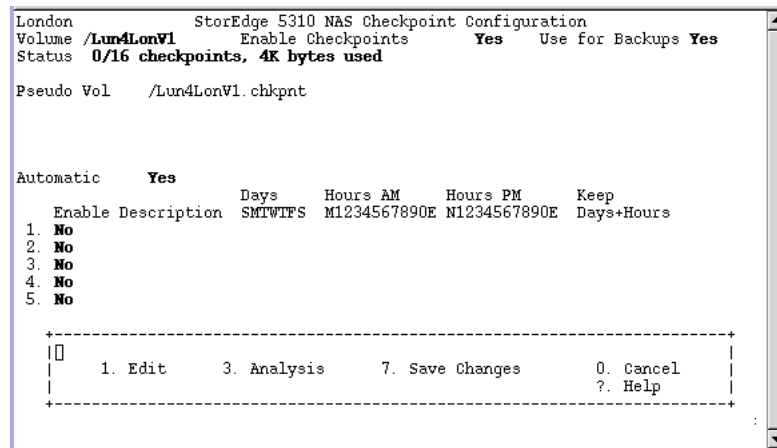 London StorEdge 5310 NAS Checkpoint Configuration
Volume /Lun4LonV1 Enable Checkpoints Yes Use for Backups Yes
Status 0/16 checkpoints, 4K bytes used
Pseudo Vol /Lun4LonV1.chkpnt
Automatic Yes
Days Hours AM Hours PM Keep
Enable Description SMTWTFS M1234567890E N1234567890E Days+Hours
1. No
2. No
3. No
4. No
5. No
1. Edit 3. Analysis 7. Save Changes 0. Cancel
?. Help
: